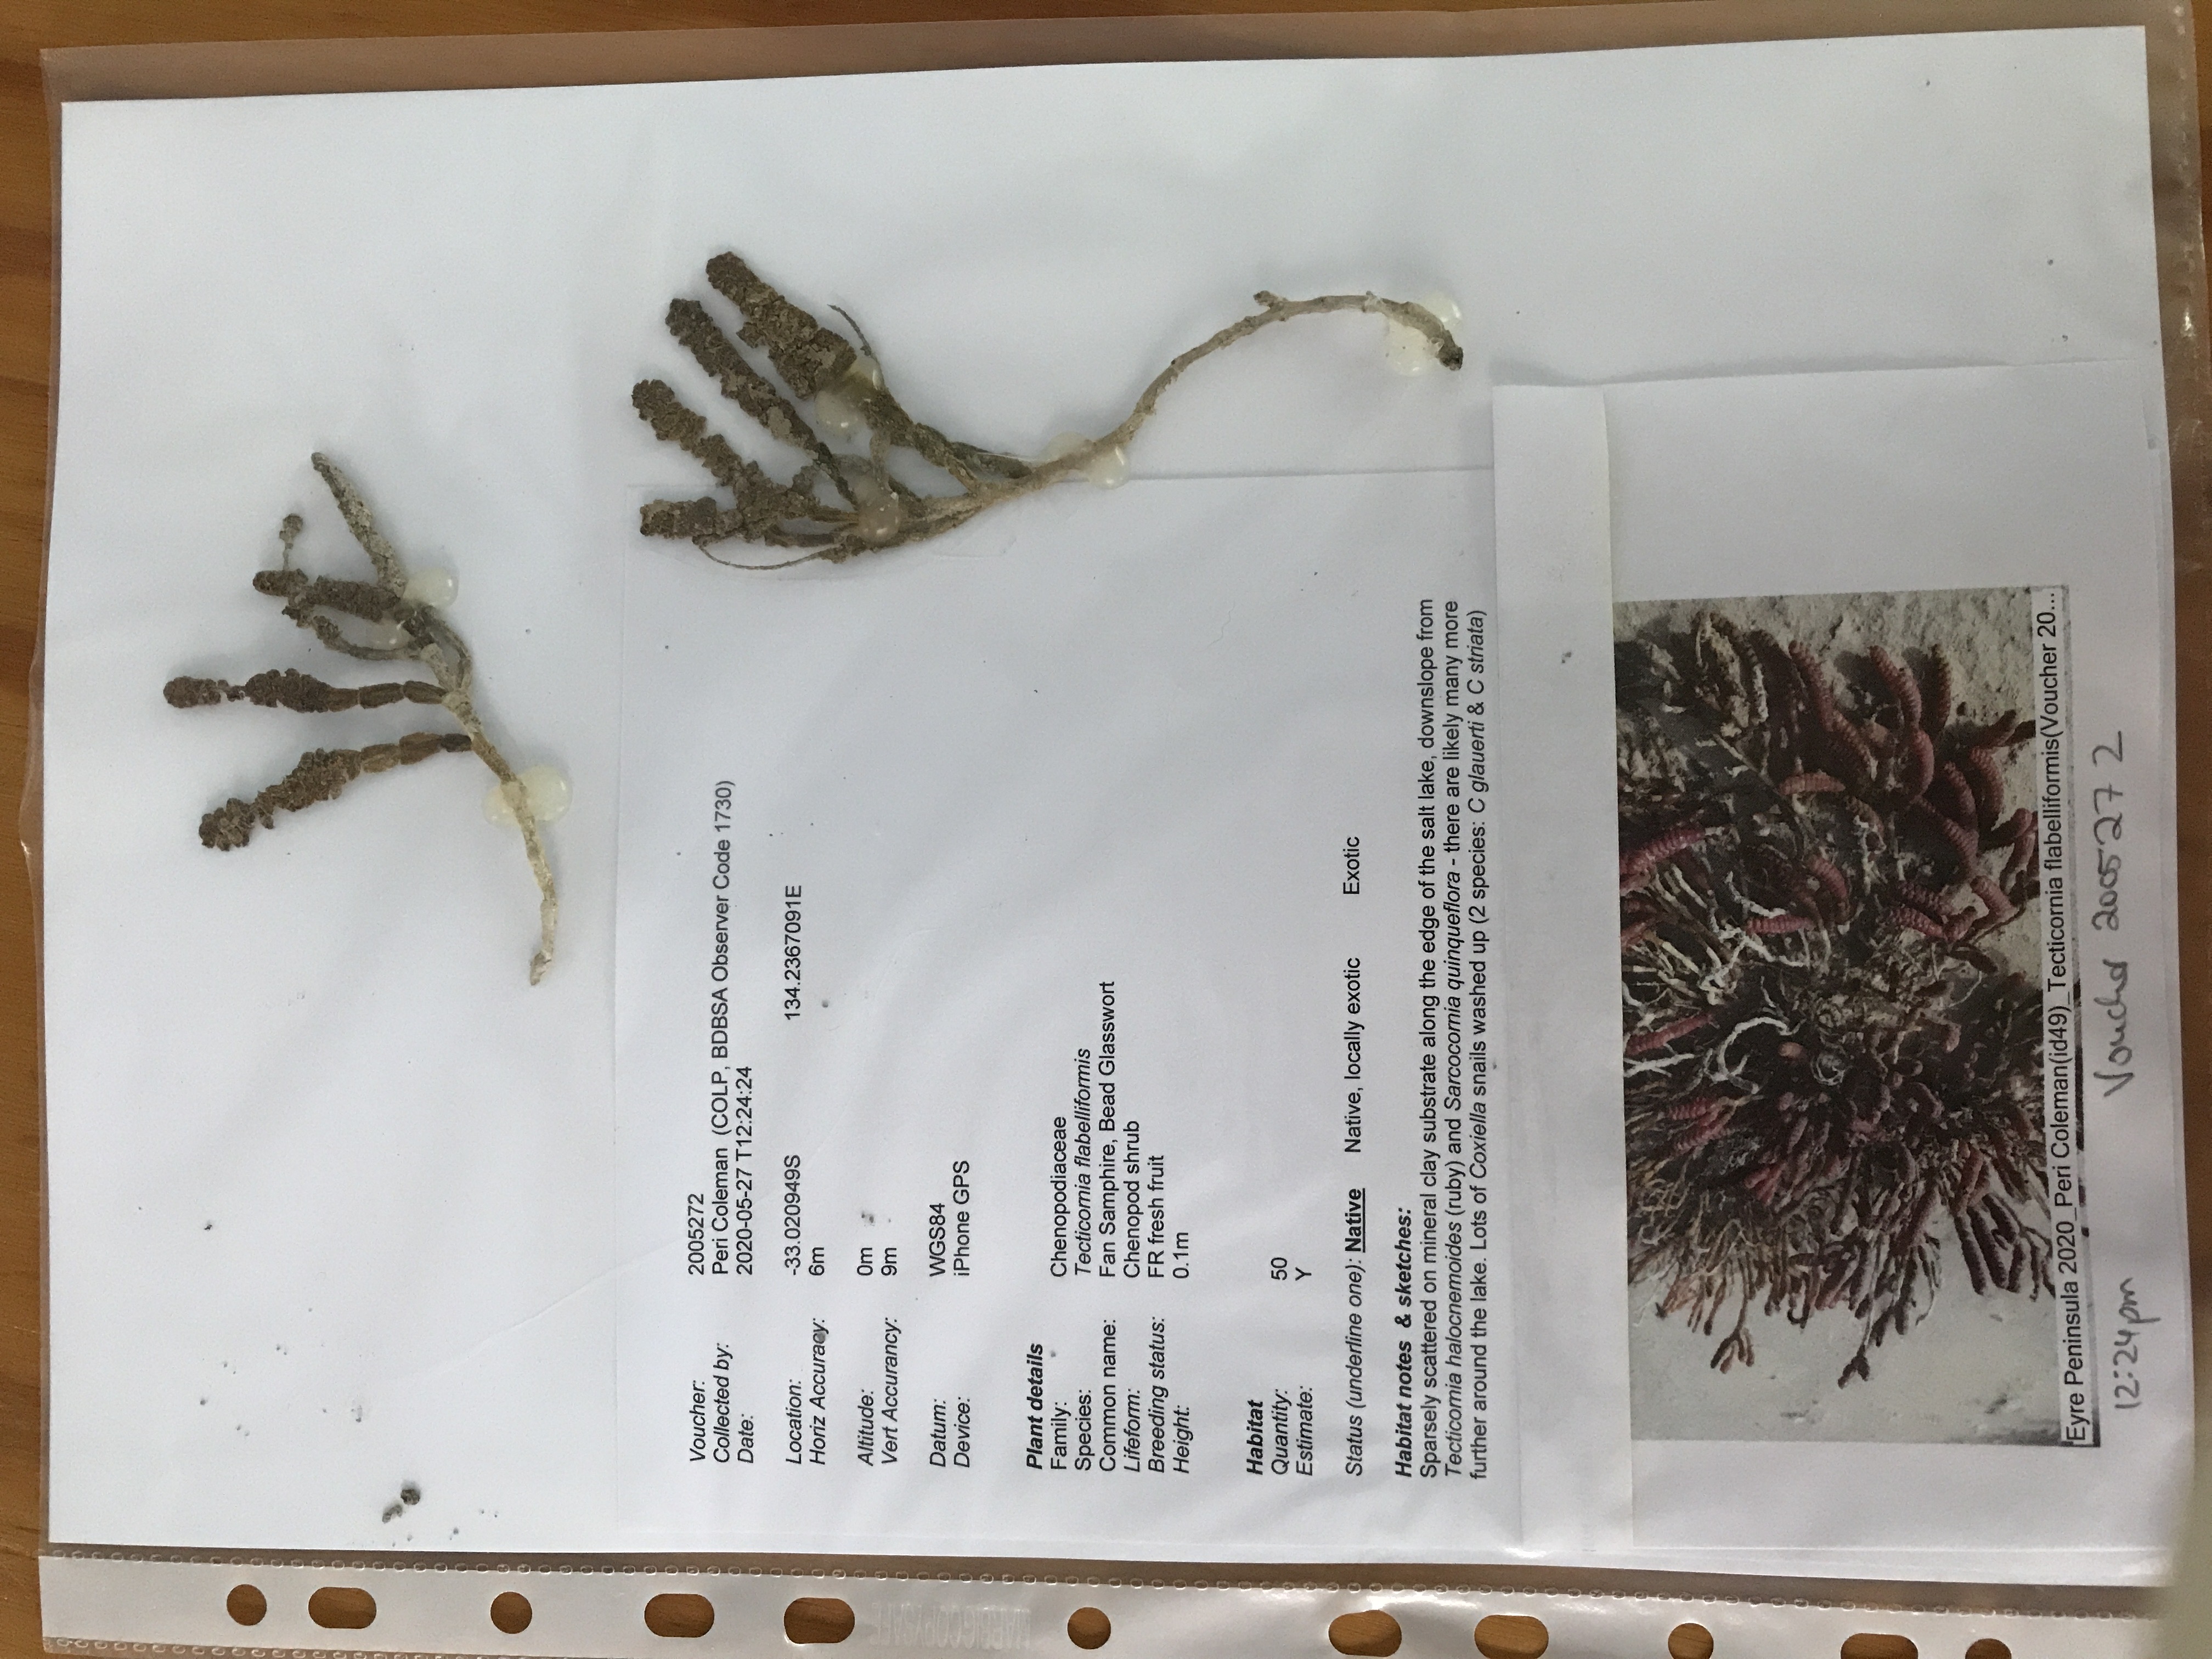 Voucher: 2005272
Collected by: Peri Coleman (COLP, BDBSA Observer Code 1730)
Date: 2020-05-27 T12:24:24
Location: -33.020949S 134.2367091E
Horiz Accuracy: 6m
Altitude: 0m
Vert Accurancy: 9m
Datum: WGS84
Device: iPhone GPS
Plant details
Family: Chenopodiaceae
Species: Tecticornia flabelliformis
Common name: Fan Samphire, Bead Glasswort
Lifeform: Chenopod shrub
Breeding status: FR fresh fruit
Height: 0.1m
Habitat
Quantity: 50
Estimate: Y
Status (underline one): Native Native, locally exotic Exotic
Habitat notes & sketches:
Sparsely scattered on mineral clay substrate along the edge of the salt lake, downslope from
Tecticornia halocnemoides (ruby) and Sarcocornia quinqueflora - there are likely many more
further around the lake. Lots of Coxiella snails washed up (2 species: C glauerti & C striata)
Eyre Peninsula 2020_Peri Coleman(id49)_Tecticornia flabelliformis(Voucher 20...
12:24pm Voucher 2005272